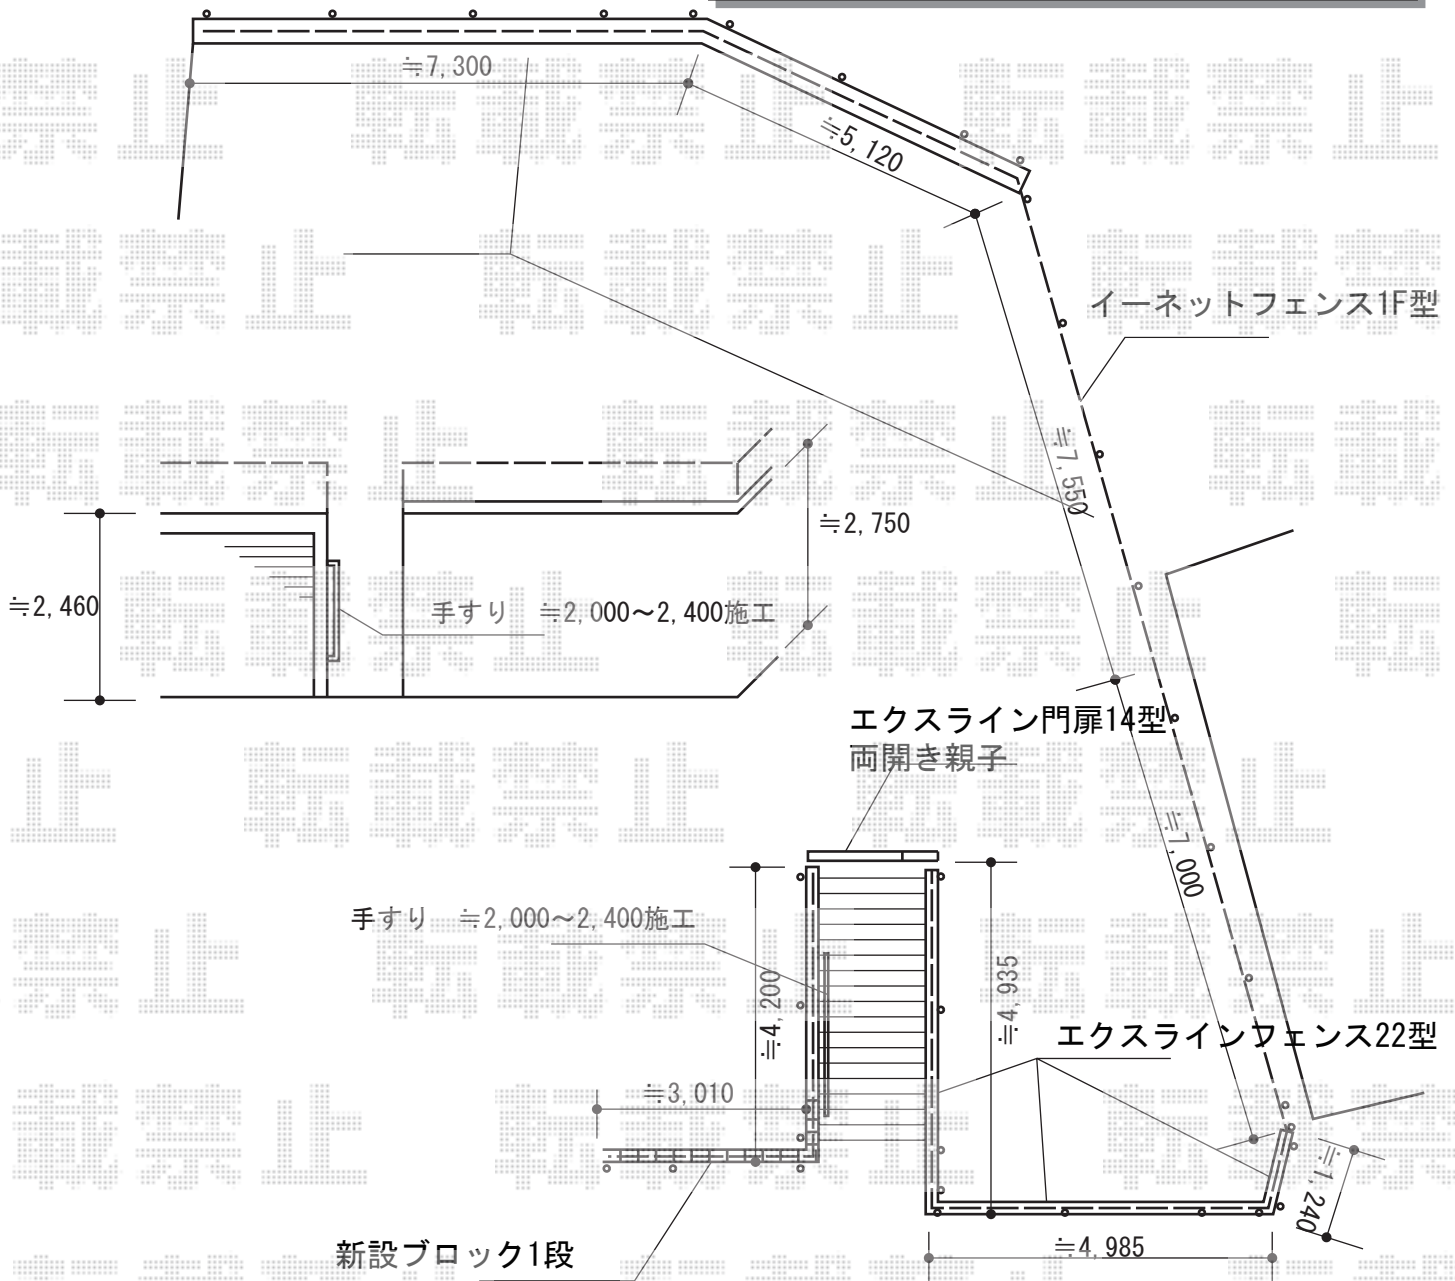 ≒7,300
≒5,120
イーネットフェンス1F型
≒7,550
≒2,750
≒2,460
手すり　≒2,000～2,400施工
エクスライン門扉14型
両開き親子
≒7,000
手すり　≒2,000～2,400施工
≒4,200
≒4,935
エクスラインフェンス22型
≒3,010
≒1,240
新設ブロック1段
≒4,985
転載禁止